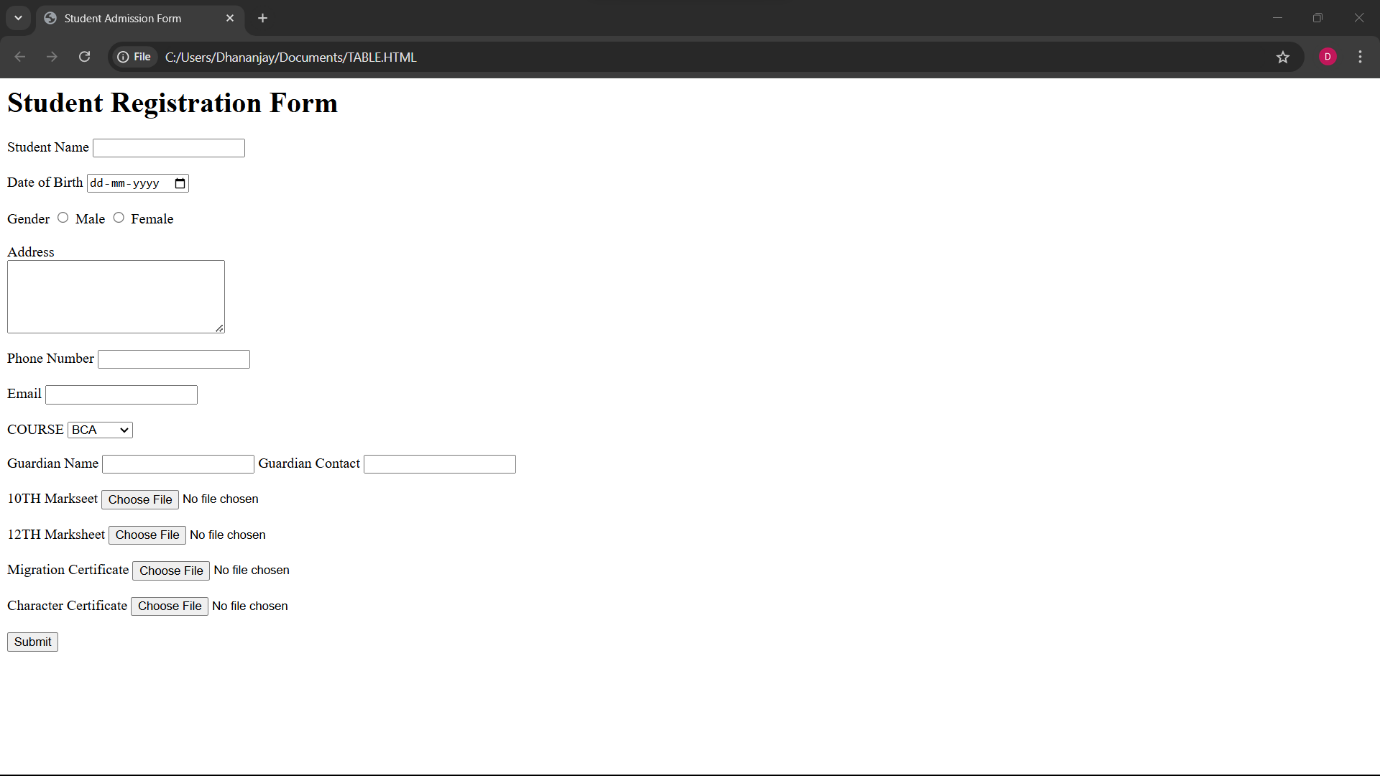 Student Admission Form
File C:/Users/Dhananjay/Documents/TABLE.HTML
D
Student Registration Form
Student Name
Date of Birth dd-mm-yyyy
Gender Male Female
Address
Phone Number
Email
COURSE BCA
Guardian Name Guardian Contact
10TH Markseet Choose File No file chosen
12TH Marksheet Choose File No file chosen
Migration Certificate Choose File No file chosen
Character Certificate Choose File No file chosen
Submit